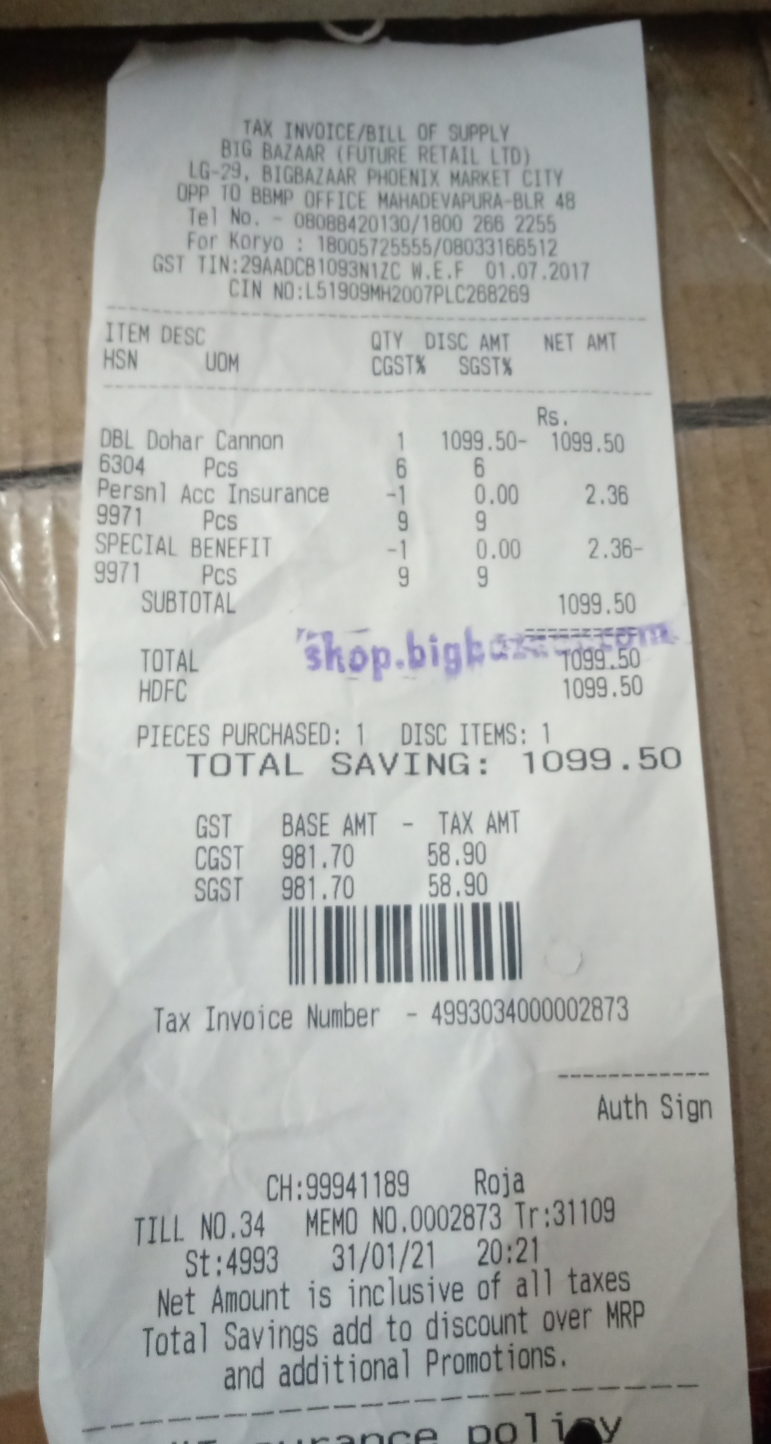 TAX INVOICE/BILL OF SUPPLY
BIG BAZAAR (FUTURE RETAIL LTD)
LG-29, BIGBAZAAR PHOENIX MARKET CITY
OPP TO BBMP OFFICE MAHADEVAPURA-BLR 48
Tel No. - 08088420130/1800 266 2255
For Koryo : 18005725555/08033166512
GST TIN:29AADCB1093N1ZC W.E.F 01.07.2017
CIN NO:L51909MH2007PLC268269
ITEM DESC QTY DISC AMT NET AMT
HSN UOM CGST% SGST%
Rs.
DBL Dohar Cannon 1 1099.50- 1099.50
6304 Pcs 6 6
Persnl Acc Insurance -1 0.00 2.36
9971 Pcs 9 9
SPECIAL BENEFIT -1 0.00 2.36-
9971 Pcs 9 9
SUBTOTAL 1099.50
shop.bigbazaar.com
TOTAL 1099.50
HDFC 1099.50
PIECES PURCHASED: 1 DISC ITEMS: 1
TOTAL SAVING: 1099.50
GST BASE AMT - TAX AMT
CGST 981.70 58.90
SGST 981.70 58.90
Tax Invoice Number - 4993034000002873
Auth Sign
CH:99941189 Roja
TILL NO.34 MEMO NO.0002873 Tr:31109
St:4993 31/01/21 20:21
Net Amount is inclusive of all taxes
Total Savings add to discount over MRP
and additional Promotions.
policy